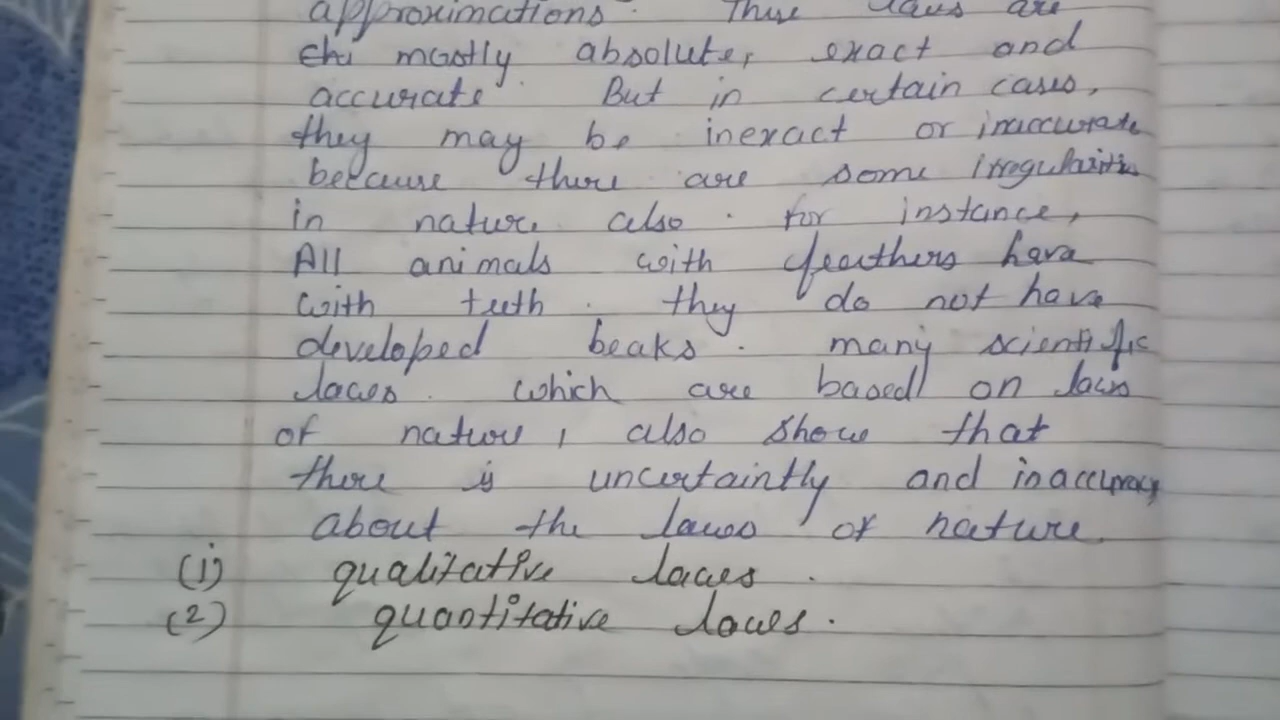 approximations. These laws are
mostly absolute, exact and
accurate. But in certain cases,
they may be inexact or inaccurate
because there are some irregularities
in nature also. For instance,
All animals with feathers hava
with teeth. they do not have
developed beaks. many scientific
laws. which are based on laws
of nature, also show that
there is uncertaintly and inaccuracy
about the laws of nature
(i) qualitative laws.
(2) quantitative laws.